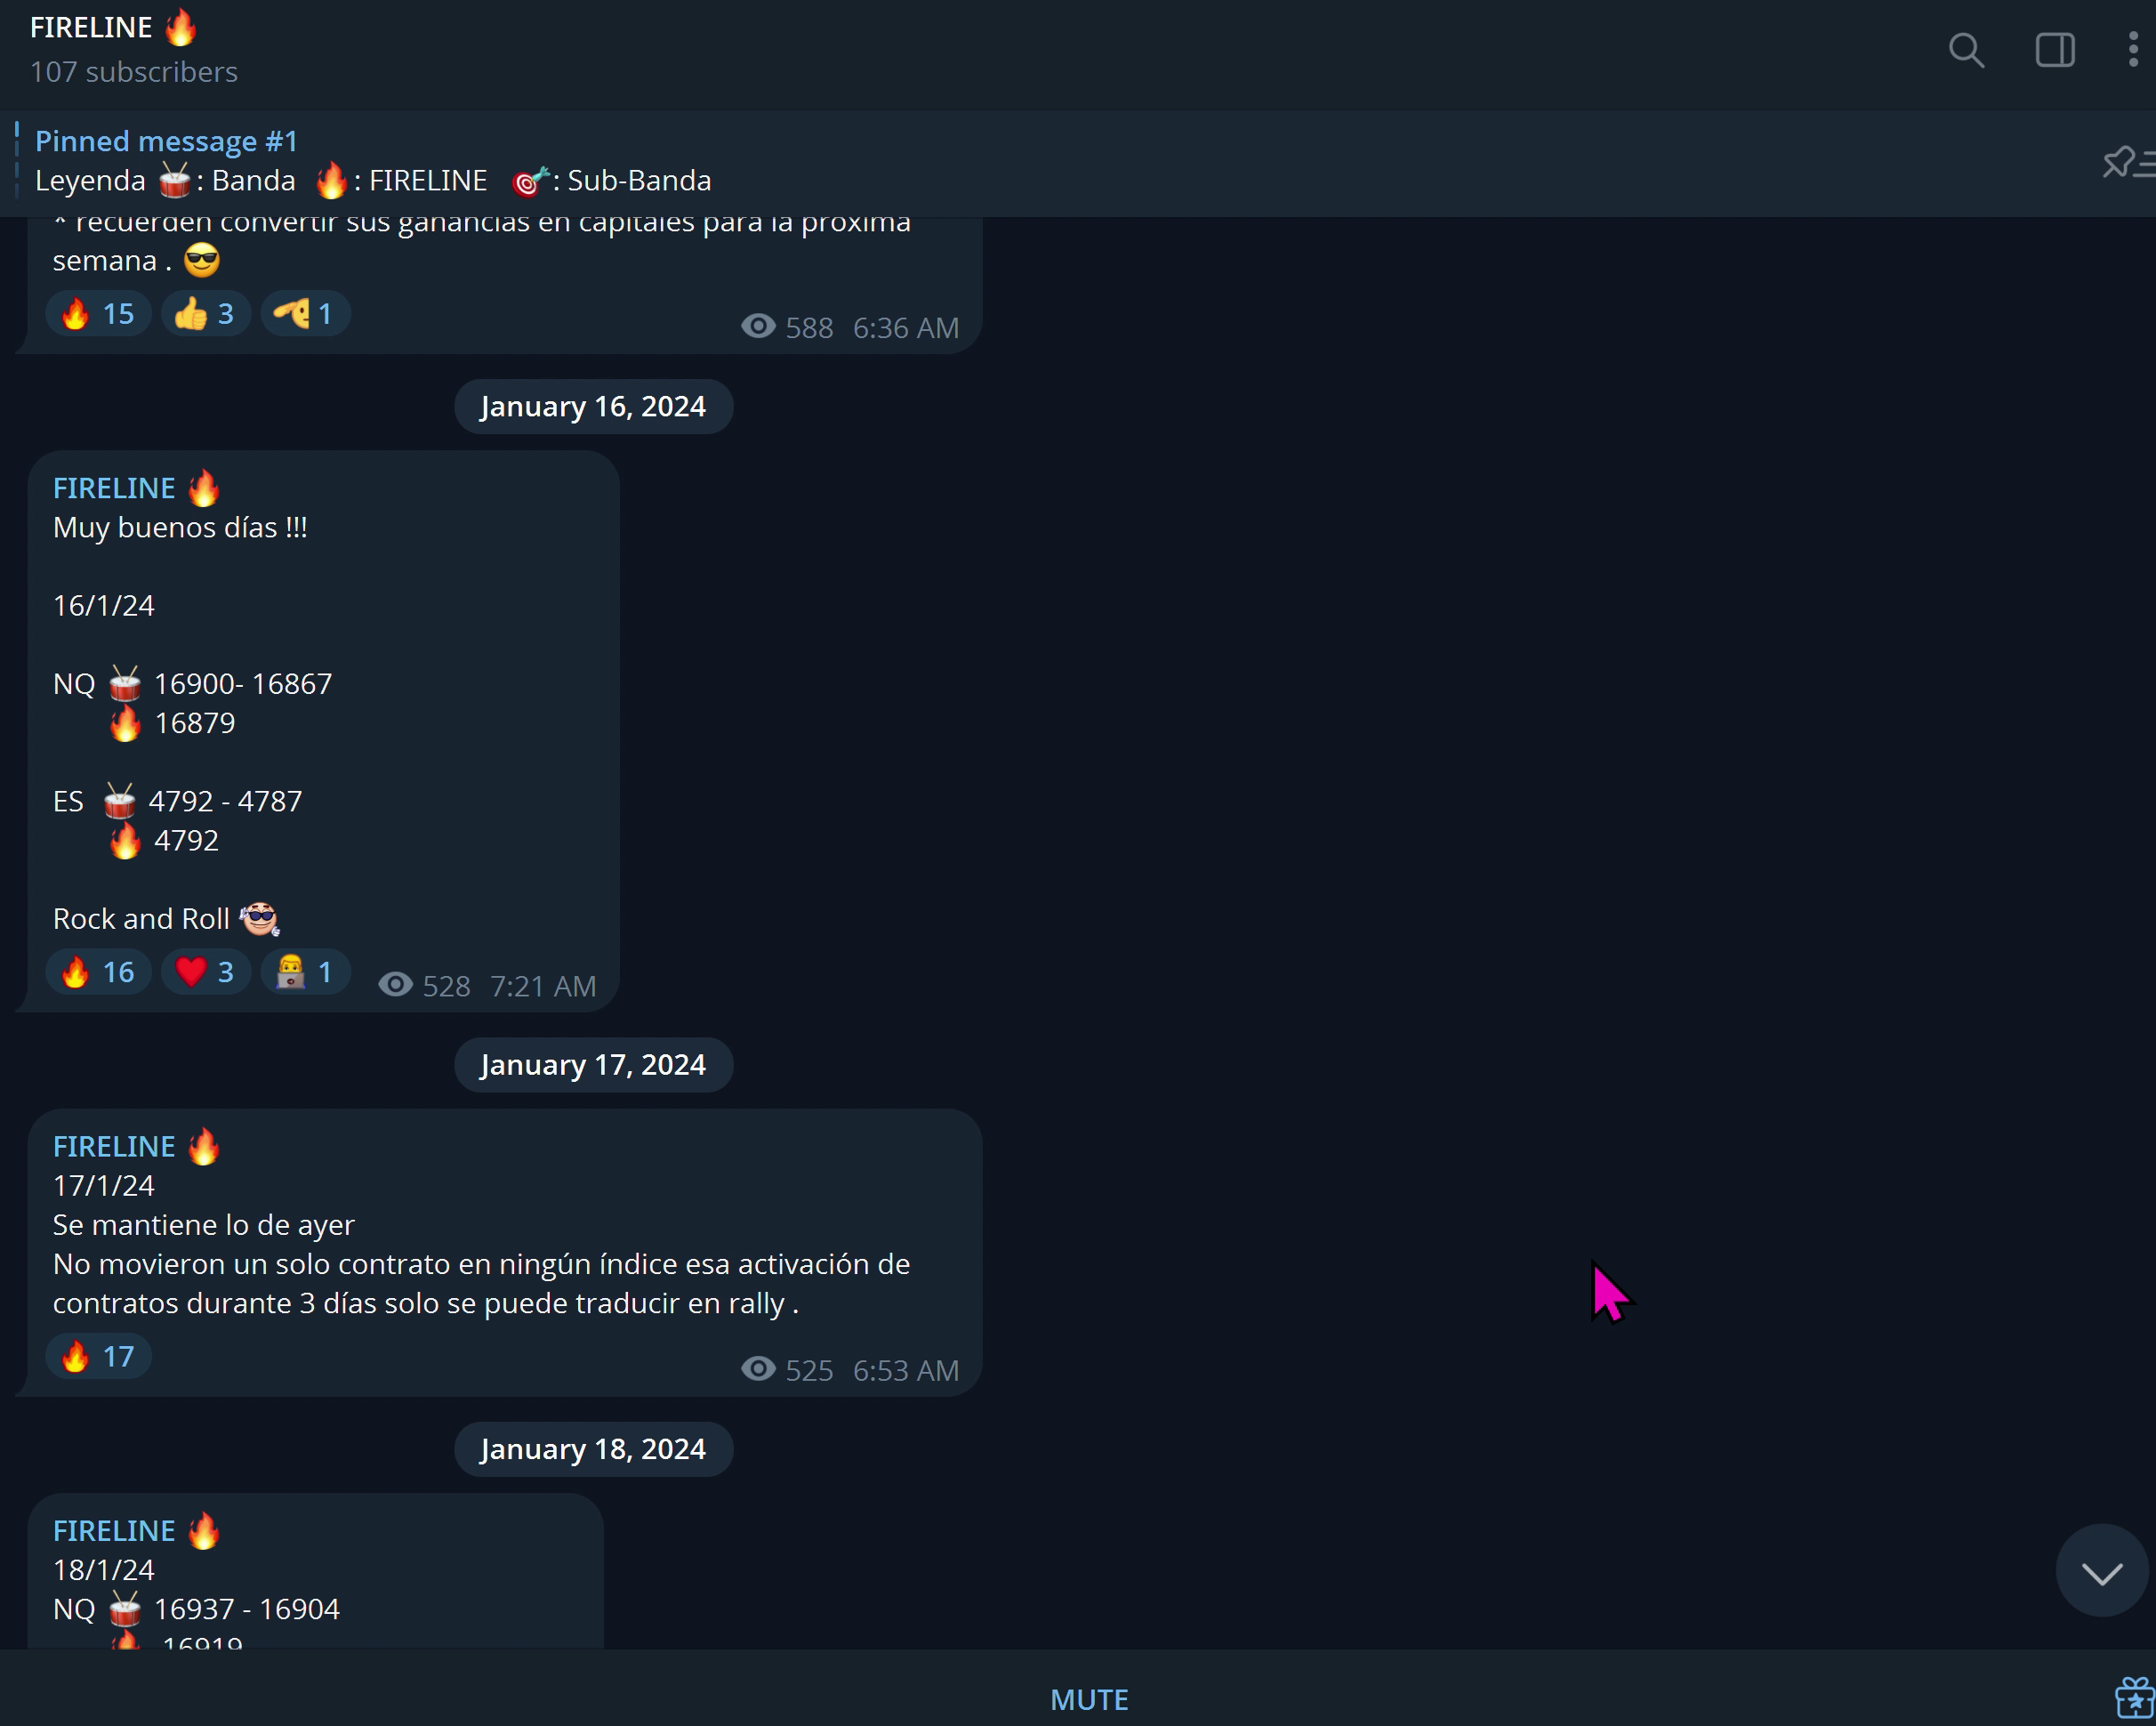 FIRELINE 🔥
107 subscribers
Pinned message #1
Leyenda 🥁: Banda 🔥: FIRELINE 🎯: Sub-Banda
* recuerden convertir sus ganancias en capitales para la próxima
semana . 😎
🔥 15 👍 3 🫡 1 588 6:36 AM
January 16, 2024
FIRELINE 🔥
Muy buenos días !!!
16/1/24
NQ 🥁 16900- 16867
🔥 16879
ES 🥁 4792 - 4787
🔥 4792
Rock and Roll
🔥 16 ❤️ 3 👨‍💻 1 528 7:21 AM
January 17, 2024
FIRELINE 🔥
17/1/24
Se mantiene lo de ayer
No movieron un solo contrato en ningún índice esa activación de
contratos durante 3 días solo se puede traducir en rally .
🔥 17 525 6:53 AM
January 18, 2024
FIRELINE 🔥
18/1/24
NQ 🥁 16937 - 16904
🔥 16919
MUTE